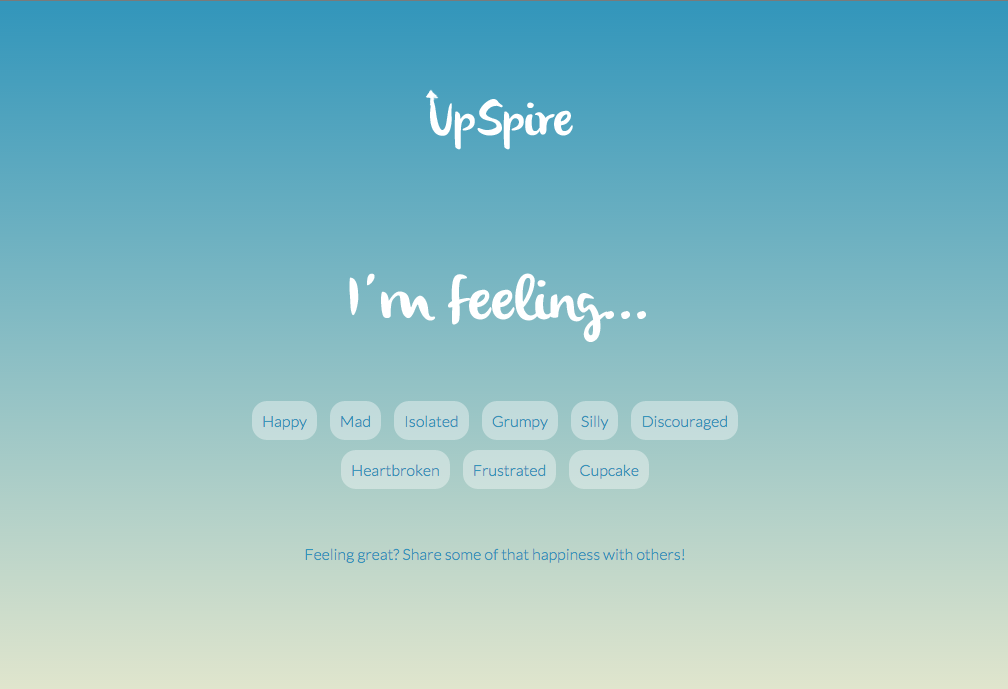 UpSpire
I'm feeling...
Happy Mad Isolated Grumpy Silly Discouraged
Heartbroken Frustrated Cupcake
Feeling great? Share some of that happiness with others!